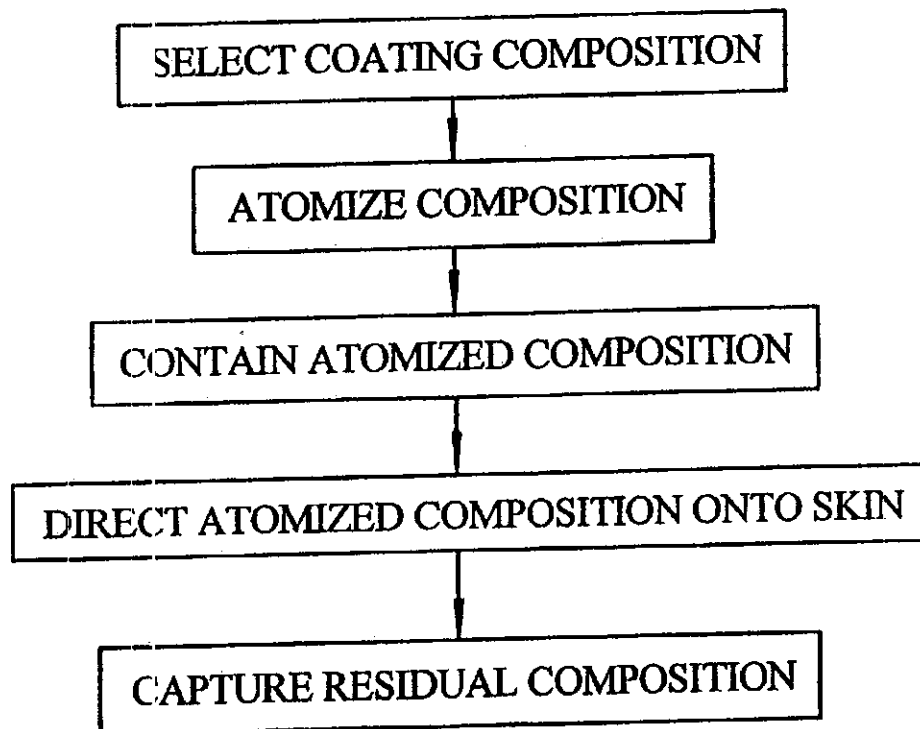 SELECT COATING COMPOSITION
ATOMIZE COMPOSITION
CONTAIN ATOMIZED COMPOSITION
DIRECT ATOMIZED COMPOSITION ONTO SKIN
CAPTURE RESIDUAL COMPOSITION